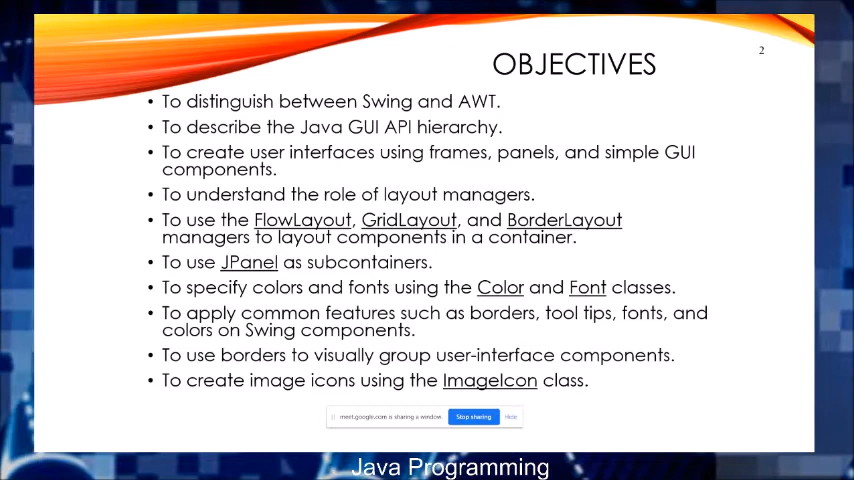 2
OBJECTIVES
• To distinguish between Swing and AWT.
• To describe the Java GUI API hierarchy.
• To create user interfaces using frames, panels, and simple GUI
components.
• To understand the role of layout managers.
• To use the FlowLayout, GridLayout, and BorderLayout
managers to layout components in a container.
• To use JPanel as subcontainers.
• To specify colors and fonts using the Color and Font classes.
• To apply common features such as borders, tool tips, fonts, and
colors on Swing components.
• To use borders to visually group user-interface components.
• To create image icons using the ImageIcon class.
meet.google.com is sharing a window. Stop sharing Hide
Java Programming